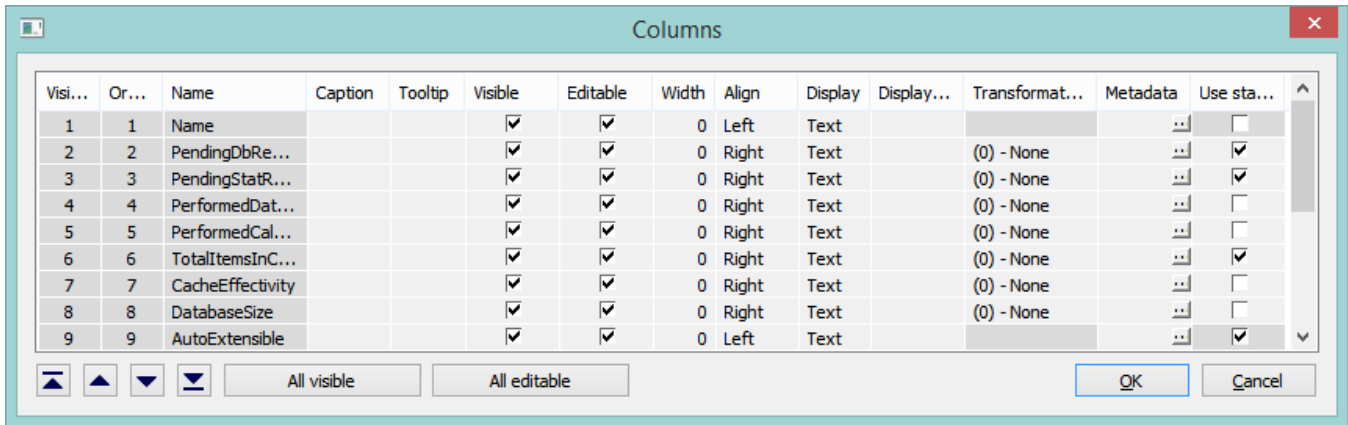 Columns
Visi... Or... Name Caption Tooltip Visible Editable Width Align Display Display... Transformat... Metadata Use sta...
1 1 Name 0 Left Text ..
2 2 PendingDbRe... 0 Right Text (0) - None ..
3 3 PendingStatR... 0 Right Text (0) - None ..
4 4 PerformedDat... 0 Right Text (0) - None ..
5 5 PerformedCal... 0 Right Text (0) - None ..
6 6 TotalItemsInC... 0 Right Text (0) - None ..
7 7 CacheEffectivity 0 Right Text (0) - None ..
8 8 DatabaseSize 0 Right Text (0) - None ..
9 9 AutoExtensible 0 Left Text ..
All visible All editable OK Cancel